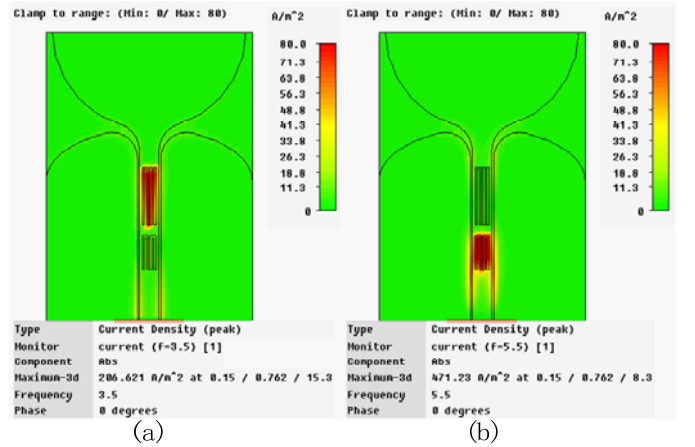 Clamp to range: (Min: 0/ Max: 80)
A/m^2
80.0
71.3
63.8
56.3
48.8
41.3
33.8
26.3
18.8
11.3
0
Type Current Density (peak)
Monitor current (f=3.5) [1]
Component Abs
Maximum-3d 206.621 A/m^2 at 0.15 / 0.762 / 15.3
Frequency 3.5
Phase 0 degrees
(a)
Clamp to range: (Min: 0/ Max: 80)
A/m^2
80.0
71.3
63.8
56.3
48.8
41.3
33.8
26.3
18.8
11.3
0
Type Current Density (peak)
Monitor current (f=5.5) [1]
Component Abs
Maximum-3d 471.23 A/m^2 at 0.15 / 0.762 / 8.3
Frequency 5.5
Phase 0 degrees
(b)